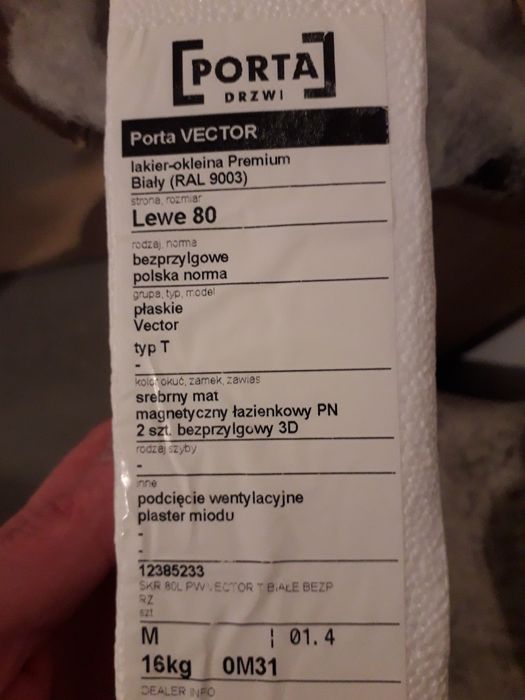 PORTA
DRZWI
Porta VECTOR
lakier-okleina Premium
Biały (RAL 9003)
strona, rozmiar
Lewe 80
rodzaj, norma
bezprzylgowe
polska norma
grupa, typ, model
płaskie
Vector
typ T
-
kolor okuć, zamek, zawias
srebrny mat
magnetyczny łazienkowy PN
2 szt. bezprzylgowy 3D
rodzaj szyby
-
inne
podcięcie wentylacyjne
plaster miodu
-
-
12385233
SKR 80L PW VECTOR T BIAŁE BEZP
RZ
szt
M ¦ 01.4
16kg 0M31
DEALER INFO